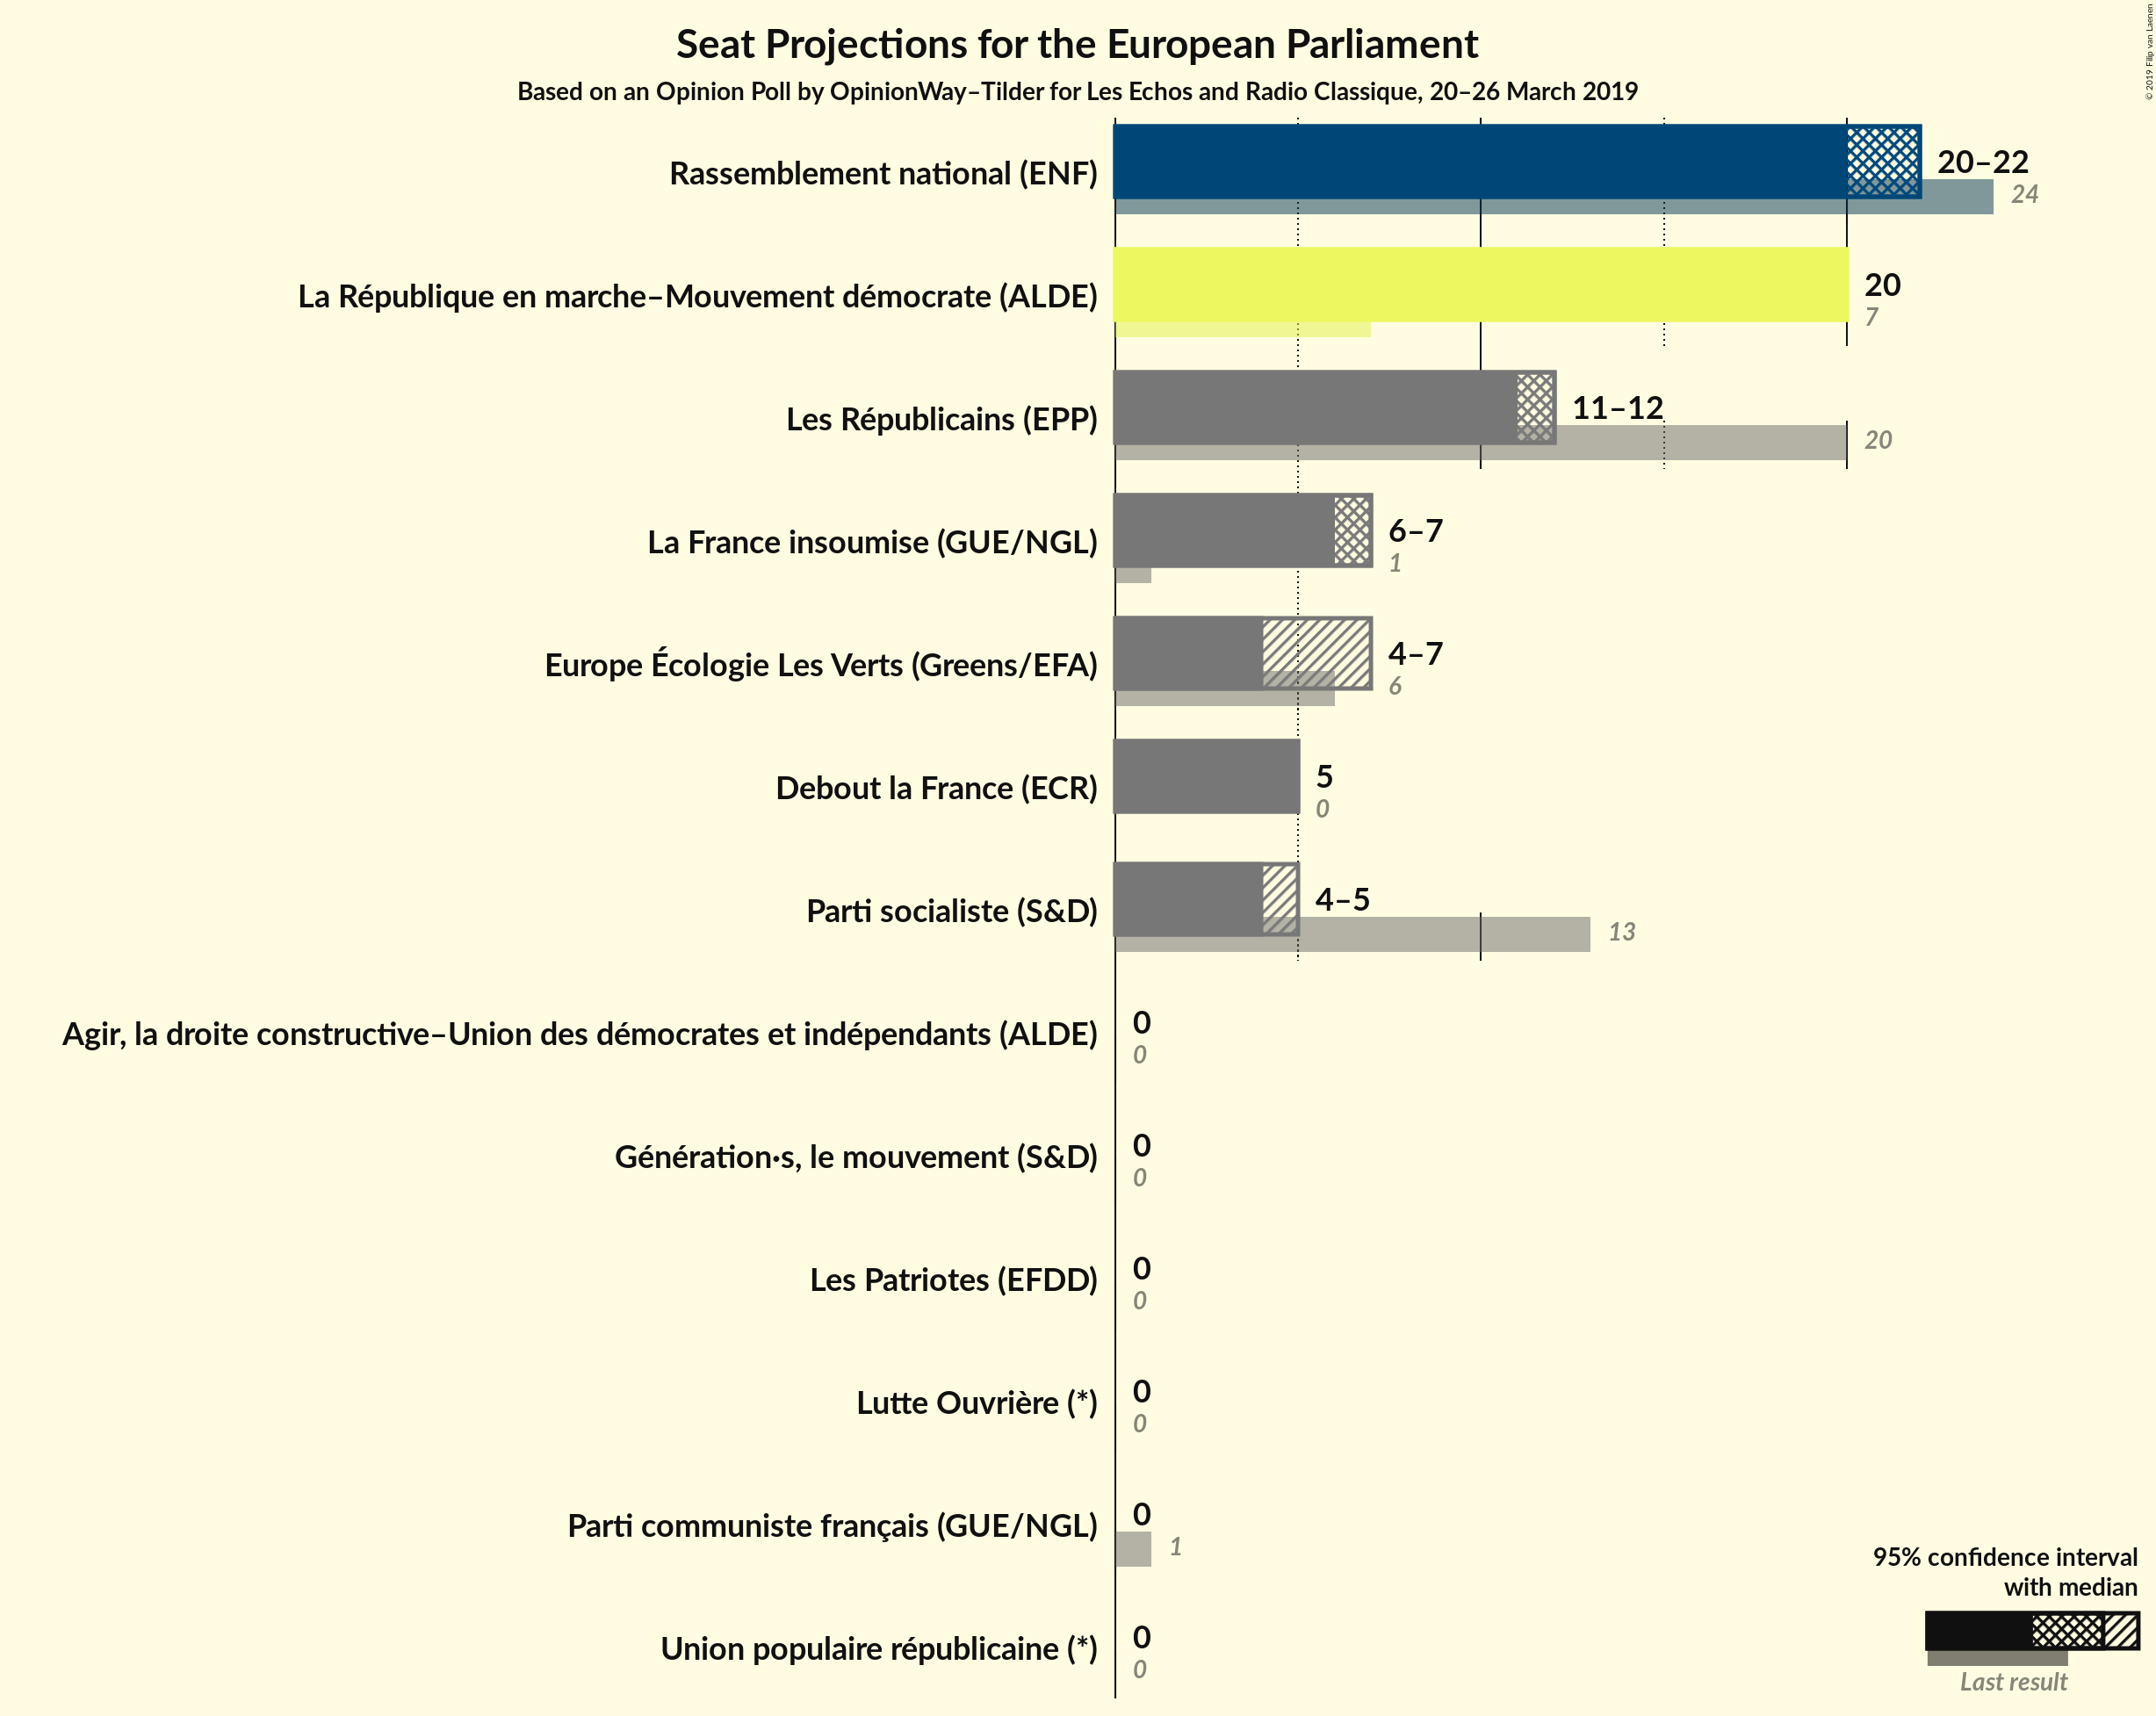 Seat Projections for the European Parliament
Based on an Opinion Poll by OpinionWay–Tilder for Les Echos and Radio Classique, 20–26 March 2019
© 2019 Filip van Laenen
Rassemblement national (ENF)
20–22
24
La République en marche–Mouvement démocrate (ALDE)
20
7
Les Républicains (EPP)
11–12
20
La France insoumise (GUE/NGL)
6–7
1
Europe Écologie Les Verts (Greens/EFA)
4–7
6
Debout la France (ECR)
5
0
Parti socialiste (S&D)
4–5
13
Agir, la droite constructive–Union des démocrates et indépendants (ALDE)
0
0
Génération·s, le mouvement (S&D)
0
0
Les Patriotes (EFDD)
0
0
Lutte Ouvrière (*)
0
0
Parti communiste français (GUE/NGL)
0
1
Union populaire républicaine (*)
0
0
95% confidence interval
with median
Last result